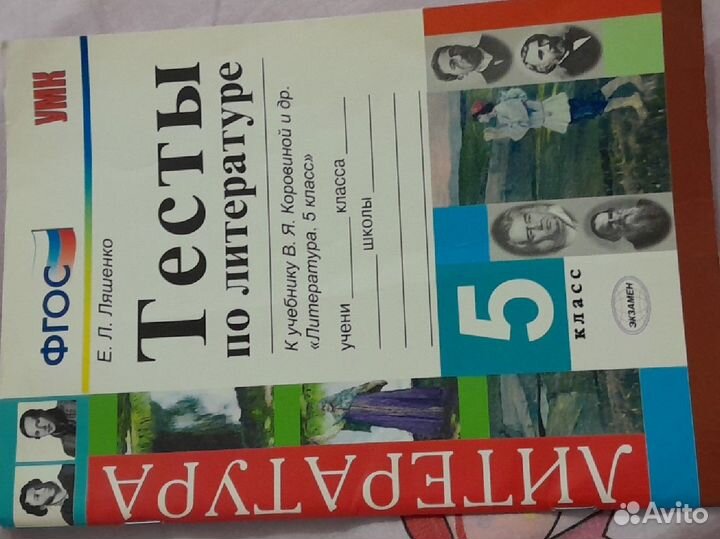 УМК
ФГОС
Е. Л. Ляшенко
Тесты
по литературе
К учебнику В. Я. Коровиной и др.
«Литература. 5 класс»
учени класса
школы
5
класс
ЭКЗАМЕН
ЛИТЕРАТУРА
Avito